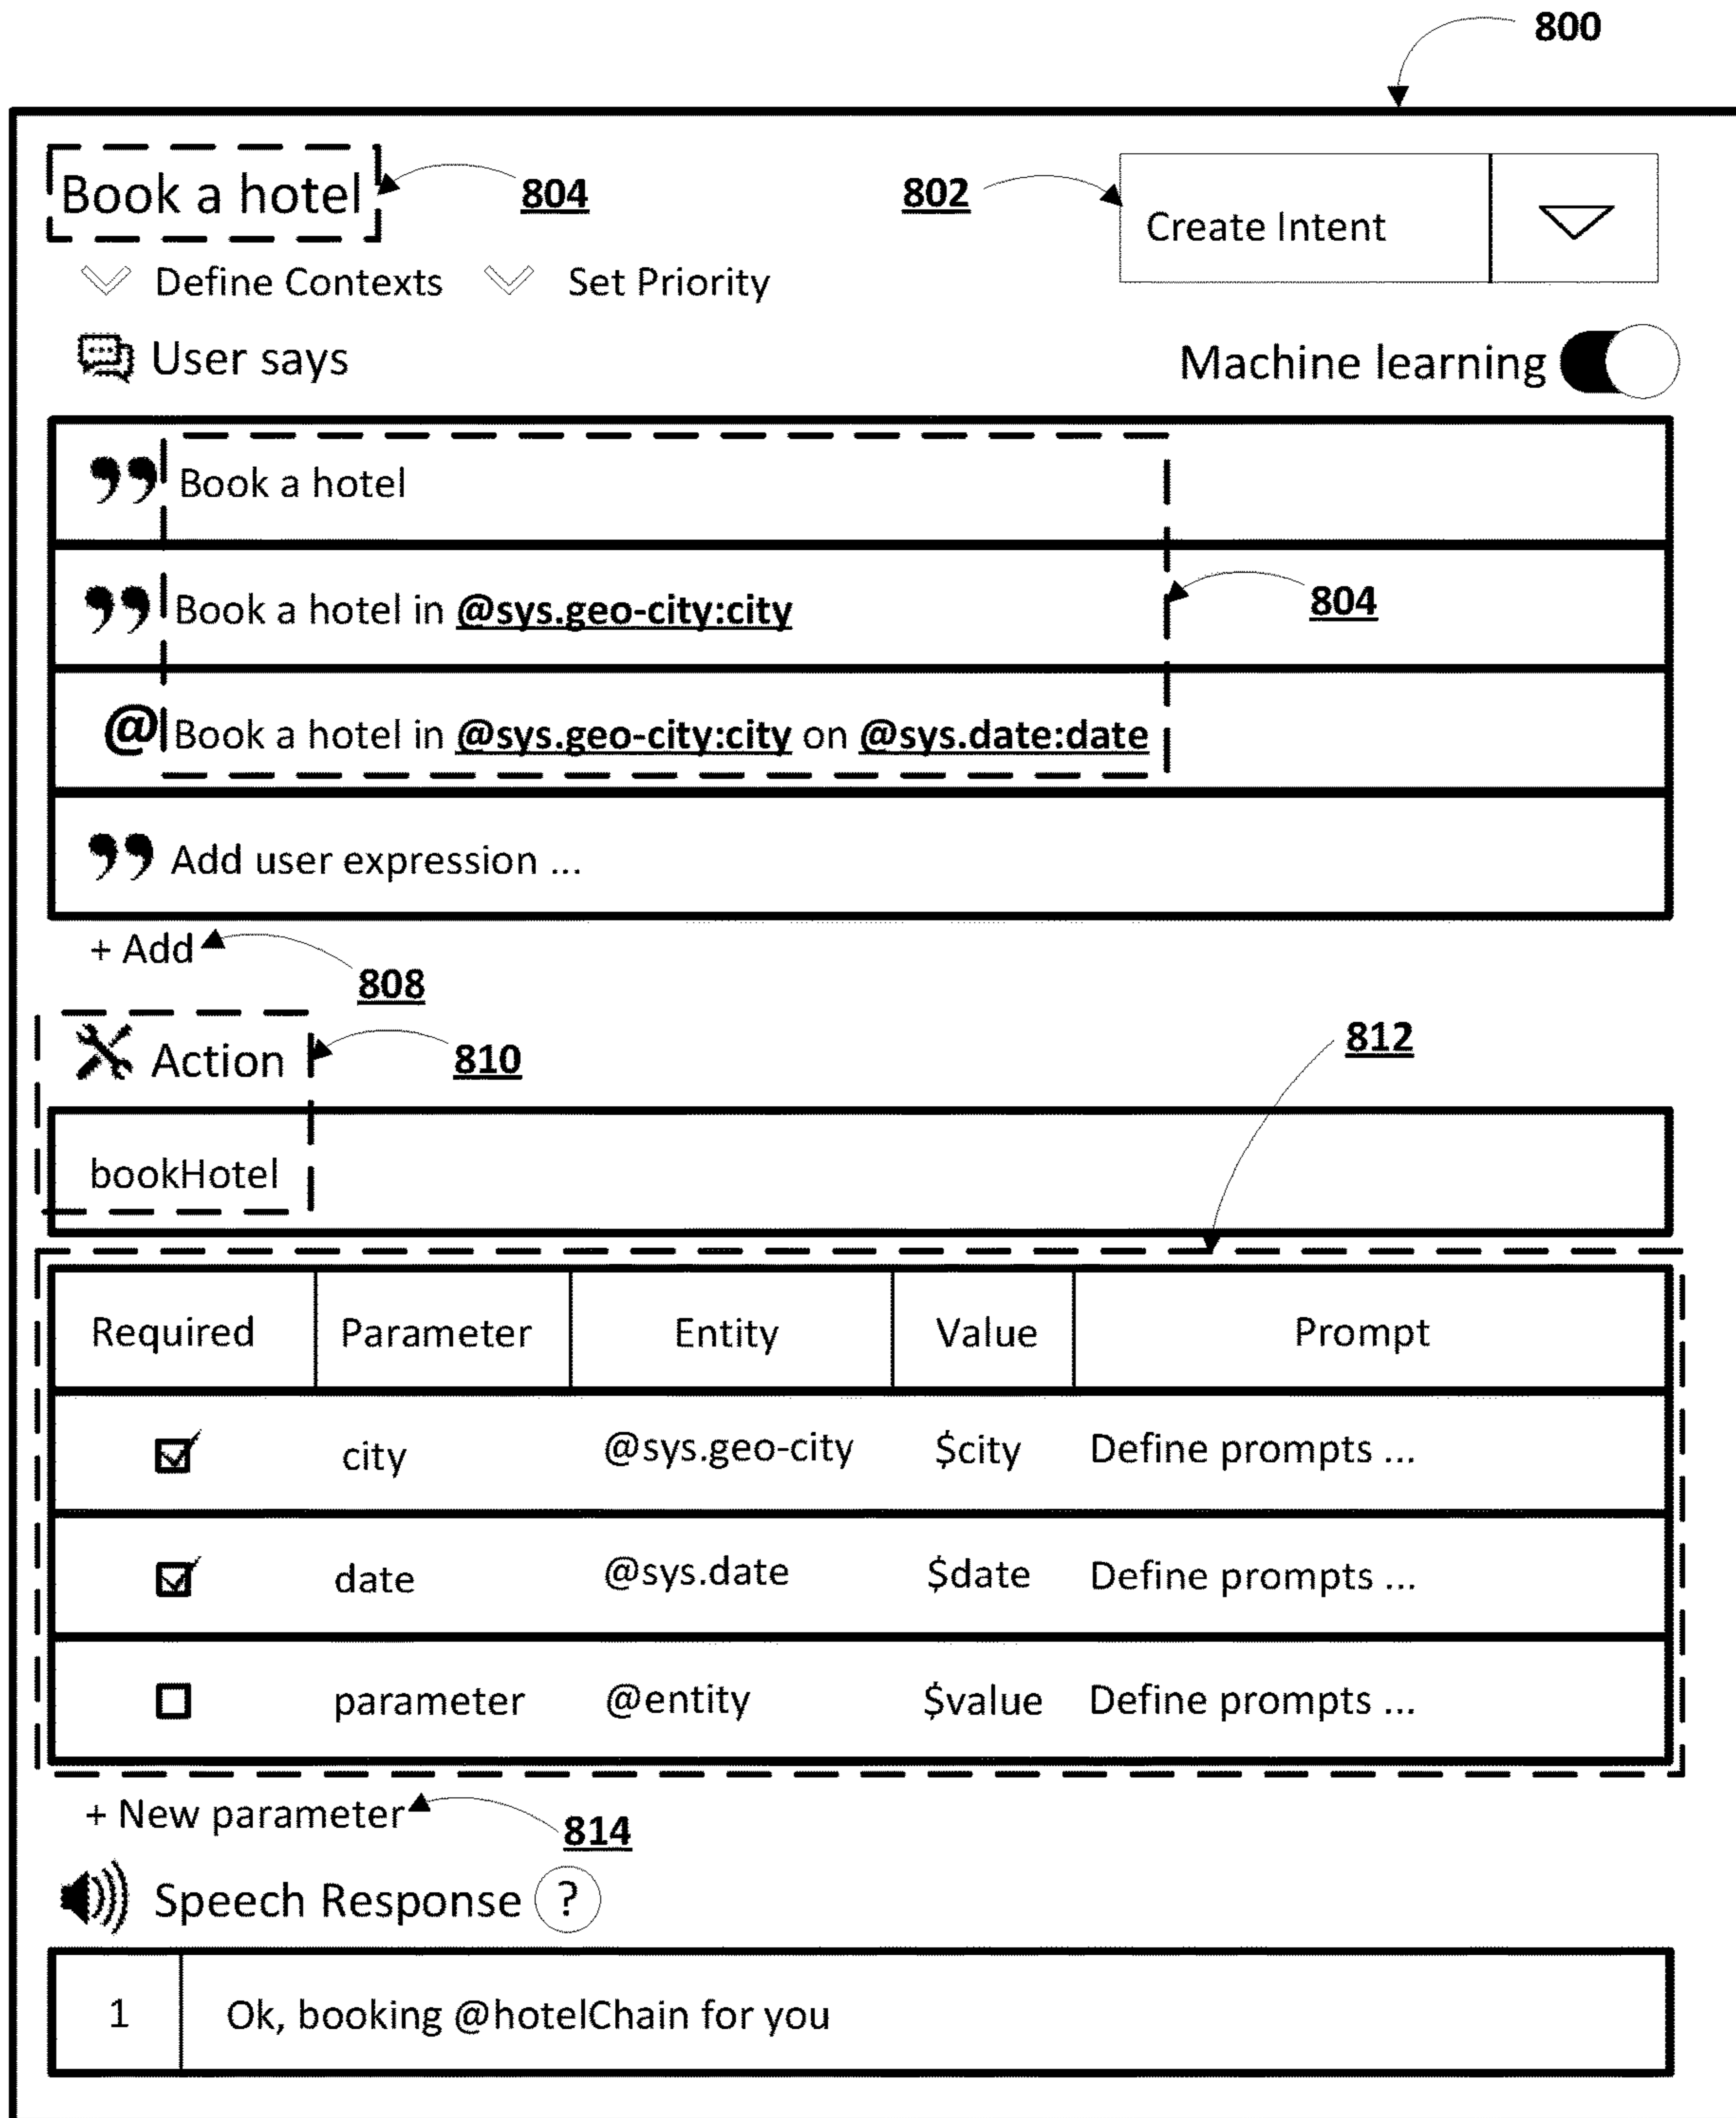 800
Book a hotel 804 802 Create Intent
Define Contexts Set Priority
User says Machine learning
Book a hotel
Book a hotel in @sys.geo-city:city 804
@ Book a hotel in @sys.geo-city:city on @sys.date:date
Add user expression ...
+ Add
808
Action 810 812
bookHotel
Required Parameter Entity Value Prompt
city @sys.geo-city $city Define prompts ...
date @sys.date $date Define prompts ...
parameter @entity $value Define prompts ...
+ New parameter 814
Speech Response ?
1 Ok, booking @hotelChain for you